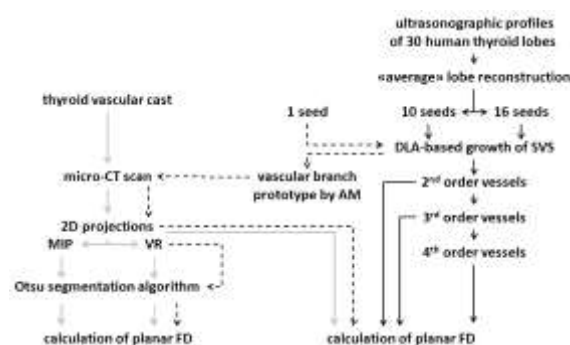 ultrasonographic profiles
of 30 human thyroid lobes
«average» lobe reconstruction
thyroid vascular cast
1 seed
10 seeds
16 seeds
DLA-based growth of SVS
micro-CT scan
vascular branch
prototype by AM
2nd order vessels
3rd order vessels
2D projections
MIP
VR
4th order vessels
Otsu segmentation algorithm
calculation of planar FD
calculation of planar FD